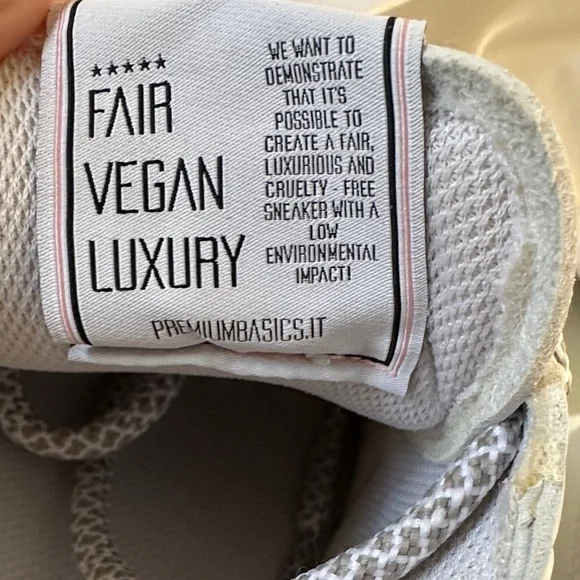 FAIR
VEGAN
LUXURY
WE WANT TO
DEMONSTRATE
THAT IT'S
POSSIBLE TO
CREATE A FAIR,
LUXURIOUS AND
CRUELTY - FREE
SNEAKER WITH A
LOW
ENVIRONMENTAL
IMPACT!
PREMIUMBASICS.IT